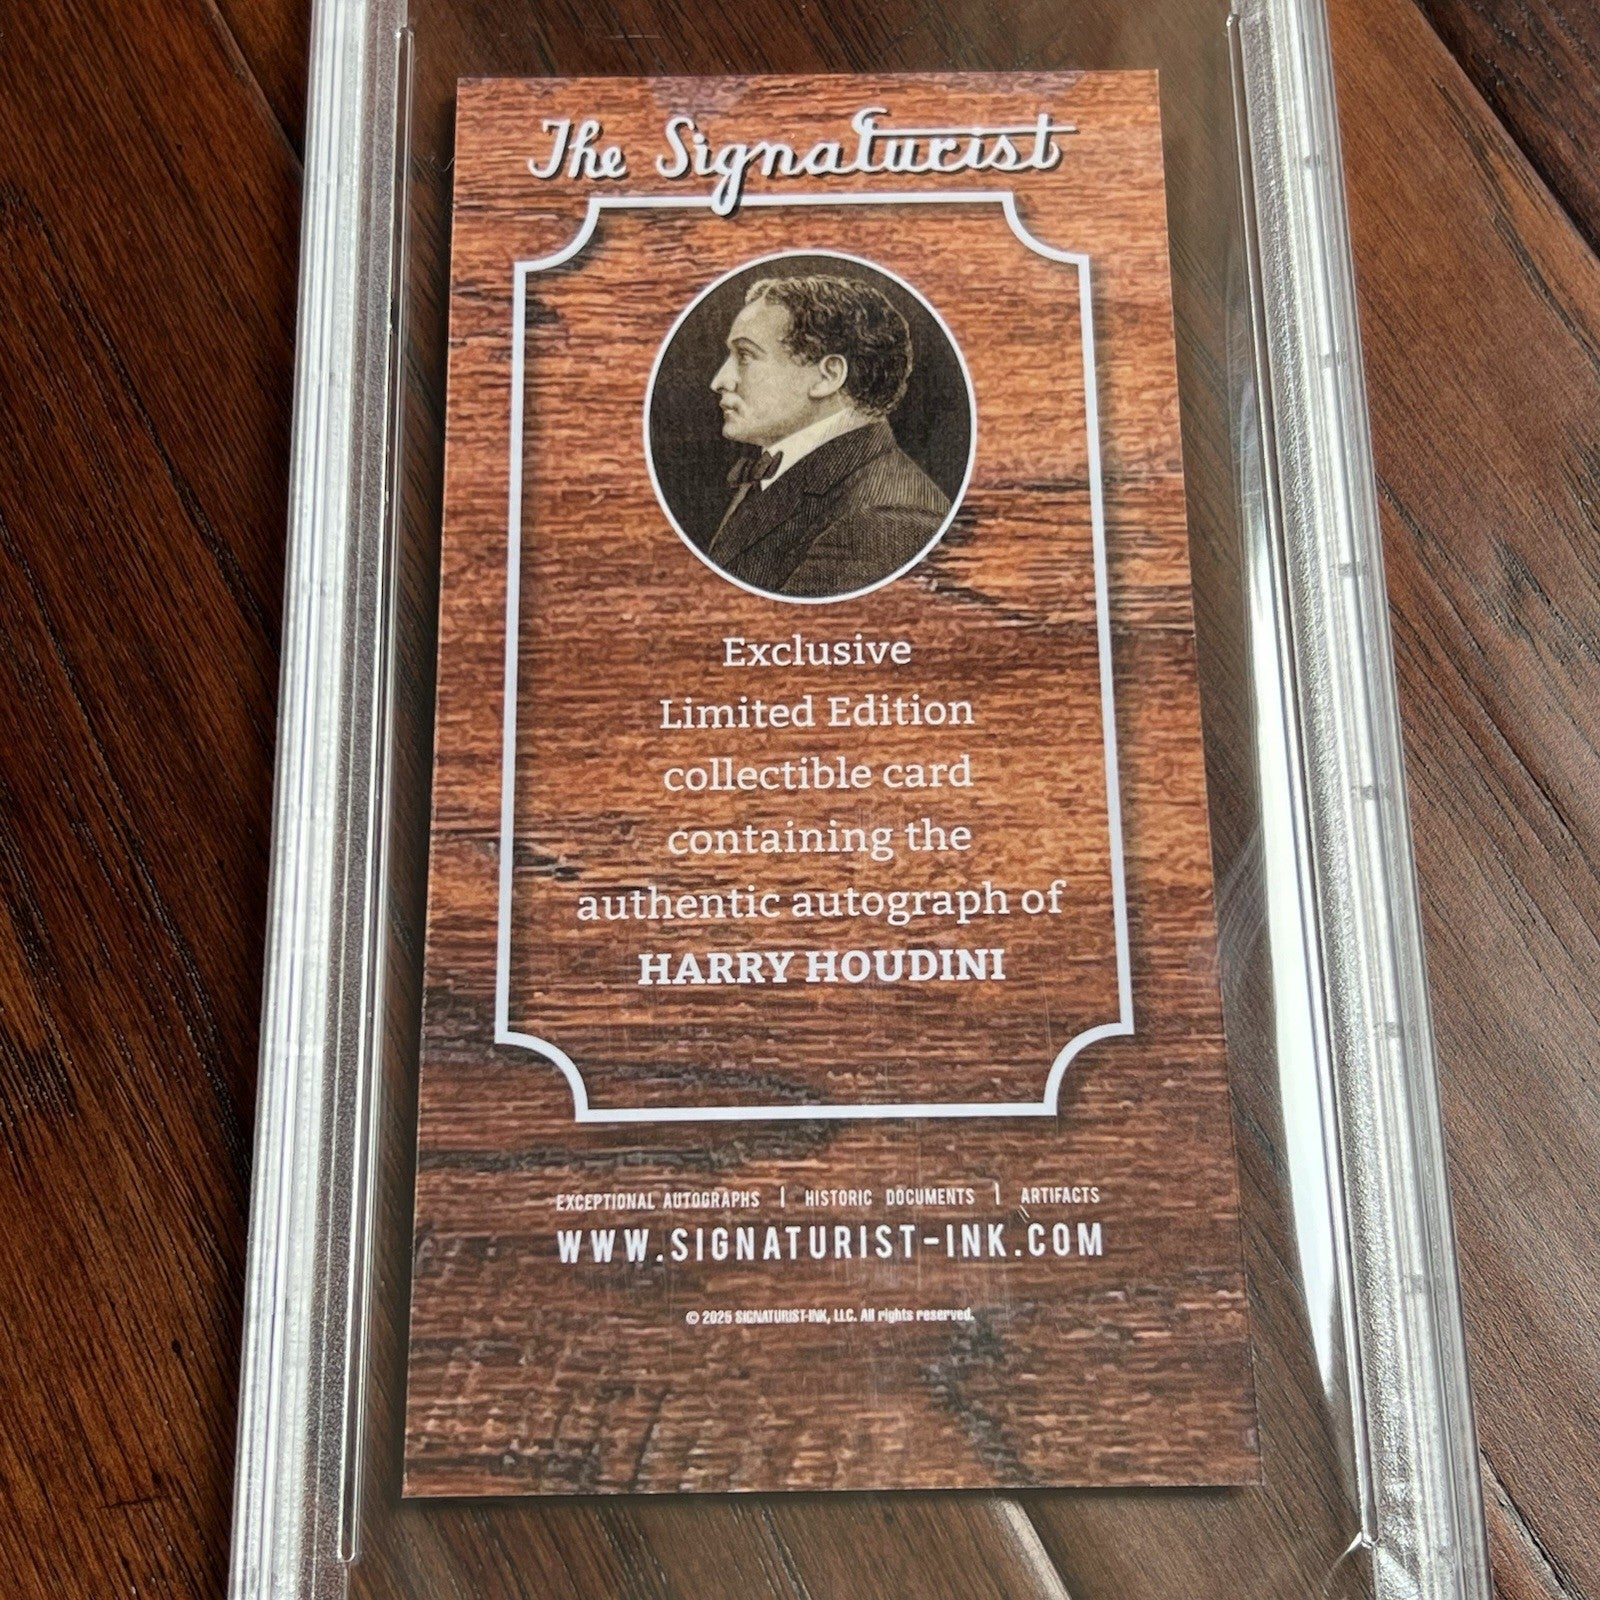 The Signaturist
Exclusive
Limited Edition
collectible card
containing the
authentic autograph of
HARRY HOUDINI
EXCEPTIONAL AUTOGRAPHS | HISTORIC DOCUMENTS | ARTIFACTS
WWW.SIGNATURIST-INK.COM
© 2025 SIGNATURIST-INK, LLC. All rights reserved.